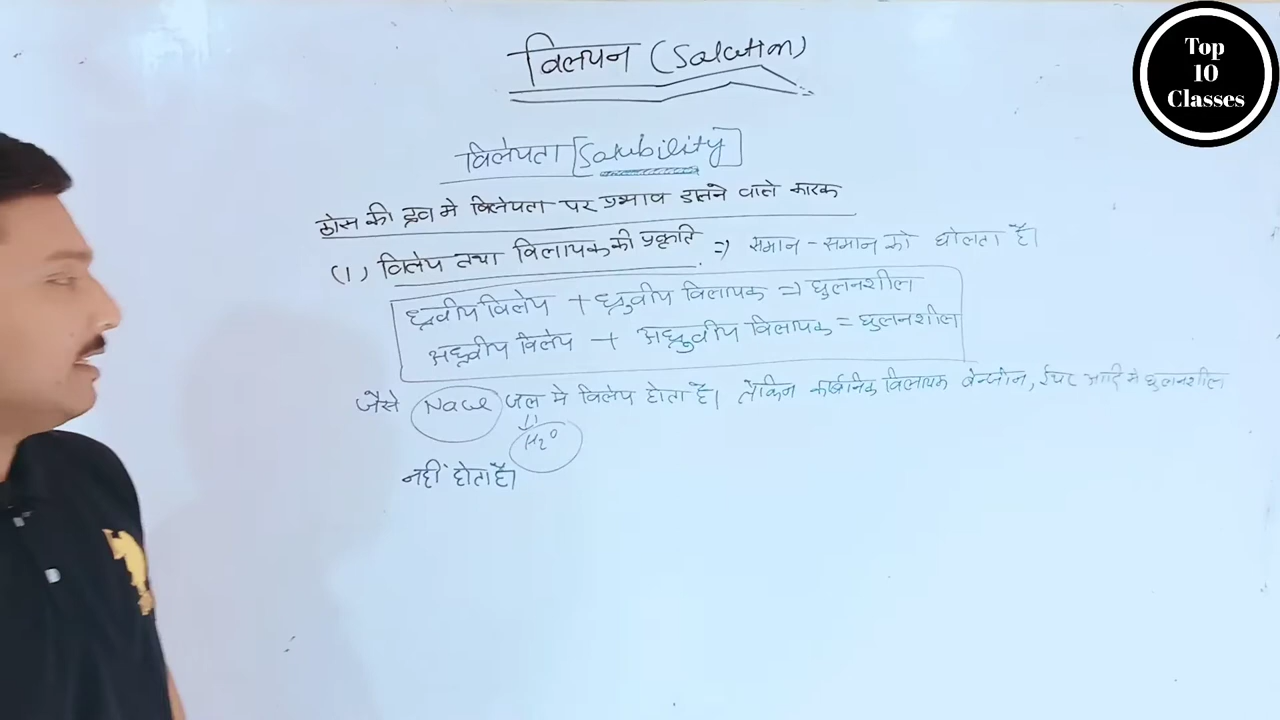 विलयन (Solution)
विलेयता [Solubility]
ठोस की द्रव मे विलेयता पर प्रभाव डालने वाले कारक
(1) विलेय तथा विलायक की प्रकृति ⇒ समान - समान को घोलता है।
ध्रुवीय विलेय + ध्रुवीय विलायक ⇒ घुलनशील
अध्रुवीय विलेय + अध्रुवीय विलायक = घुलनशील
जैसे NaCl जल मे विलेय होता है। लेकिन कार्बनिक विलायक बेन्जीन, ईथर आदि मे घुलनशील
H₂O
नहीं होता है।
Top
10
Classes